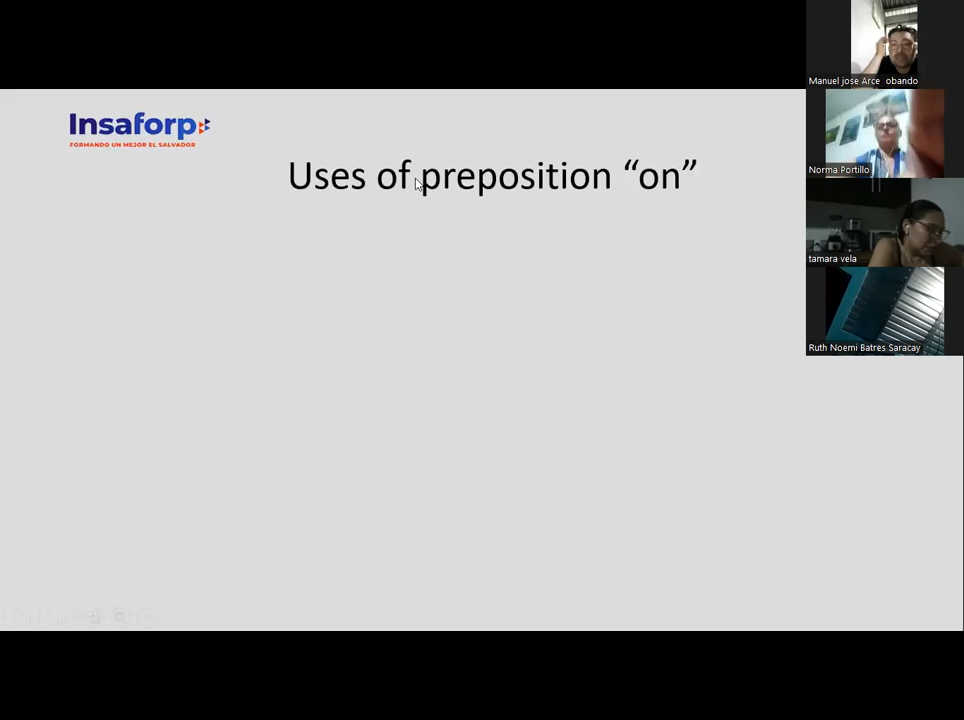 Insaforp
FORMANDO UN MEJOR EL SALVADOR
Uses of preposition “on”
Manuel jose Arce obando
Norma Portillo
tamara vela
Ruth Noemi Batres Saracay